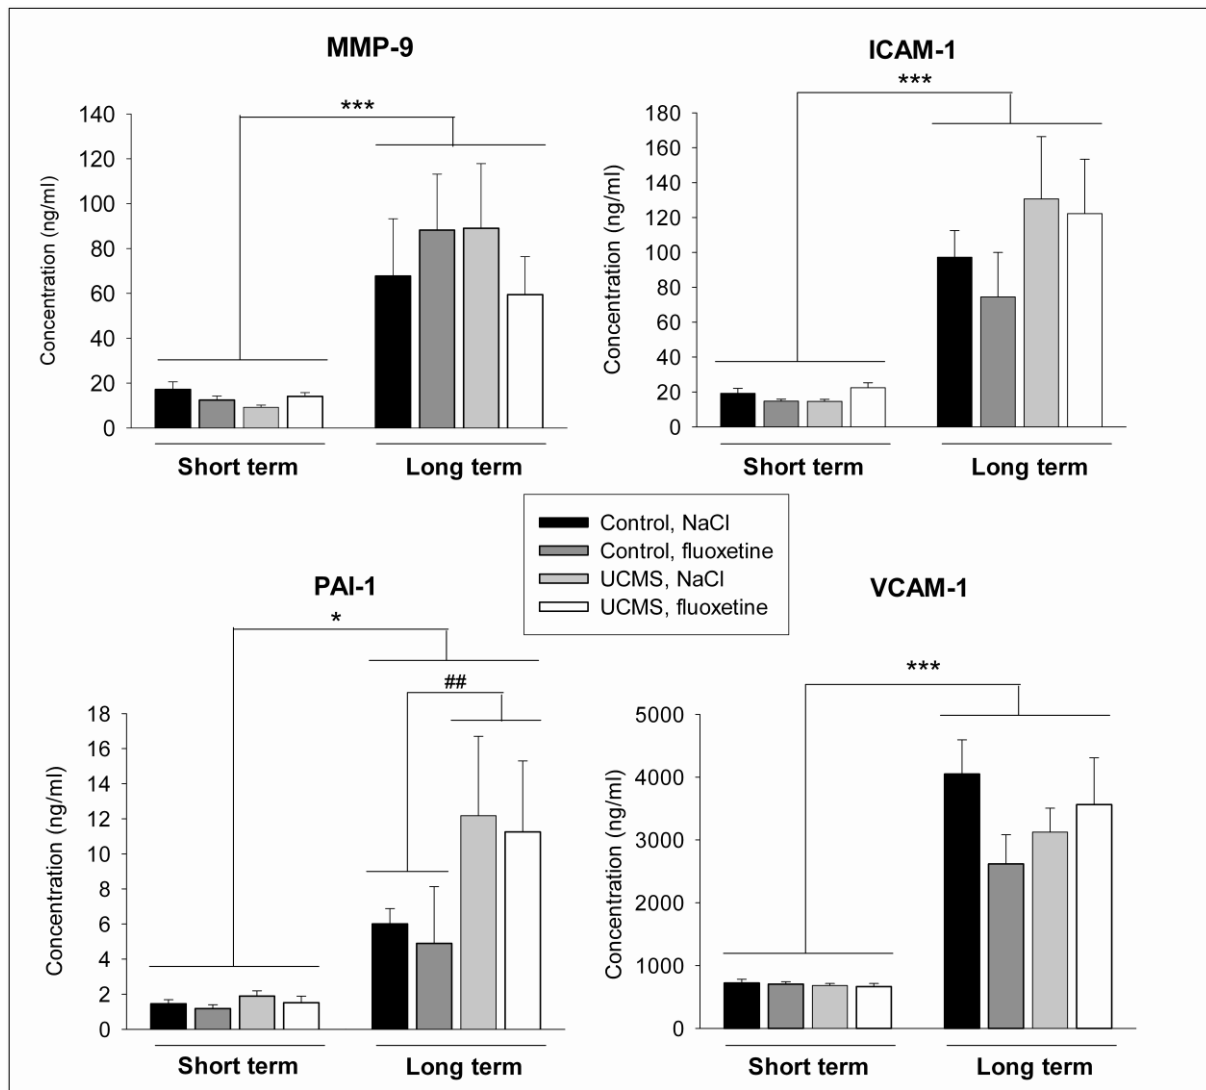 MMP-9
***
Concentration (ng/ml)
140
120
100
80
60
40
20
0
Short term
Long term
ICAM-1
***
Concentration (ng/ml)
180
160
140
120
100
80
60
40
20
0
Short term
Long term
Control, NaCl
Control, fluoxetine
UCMS, NaCl
UCMS, fluoxetine
PAI-1
*
##
Concentration (ng/ml)
18
16
14
12
10
8
6
4
2
0
Short term
Long term
VCAM-1
***
Concentration (ng/ml)
5000
4000
3000
2000
1000
0
Short term
Long term